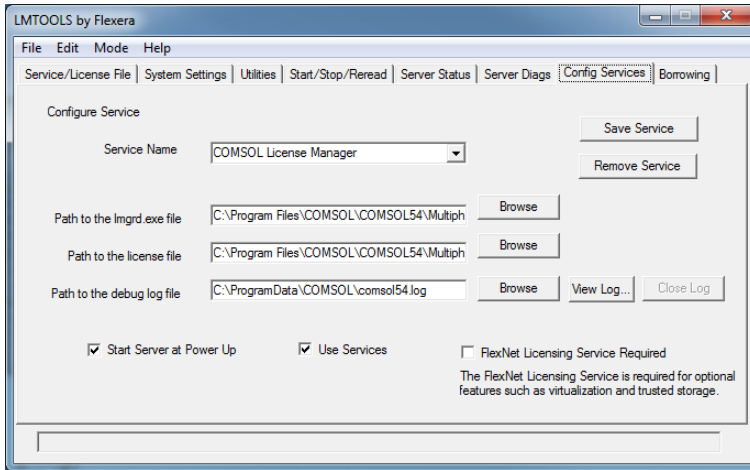 LMTOOLS by Flexera
File Edit Mode Help
Service/License File System Settings Utilities Start/Stop/Reread Server Status Server Diags Config Services Borrowing
Configure Service
Save Service
Service Name COMSOL License Manager
Remove Service
Path to the lmgrd.exe file C:\Program Files\COMSOL\COMSOL54\Multiph Browse
Path to the license file C:\Program Files\COMSOL\COMSOL54\Multiph Browse
Path to the debug log file C:\ProgramData\COMSOL\comsol54.log Browse View Log... Close Log
Start Server at Power Up Use Services FlexNet Licensing Service Required
The FlexNet Licensing Service is required for optional
features such as virtualization and trusted storage.